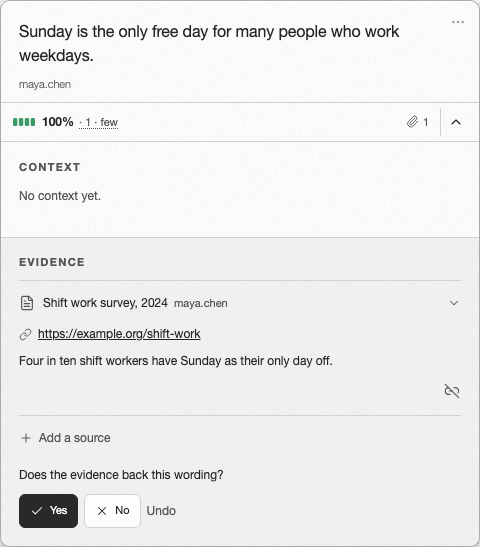 Sunday is the only free day for many people who work
weekdays.
maya.chen
100% · 1 · few
1
CONTEXT
No context yet.
EVIDENCE
Shift work survey, 2024 maya.chen
https://example.org/shift-work
Four in ten shift workers have Sunday as their only day off.
Add a source
Does the evidence back this wording?
Yes No Undo